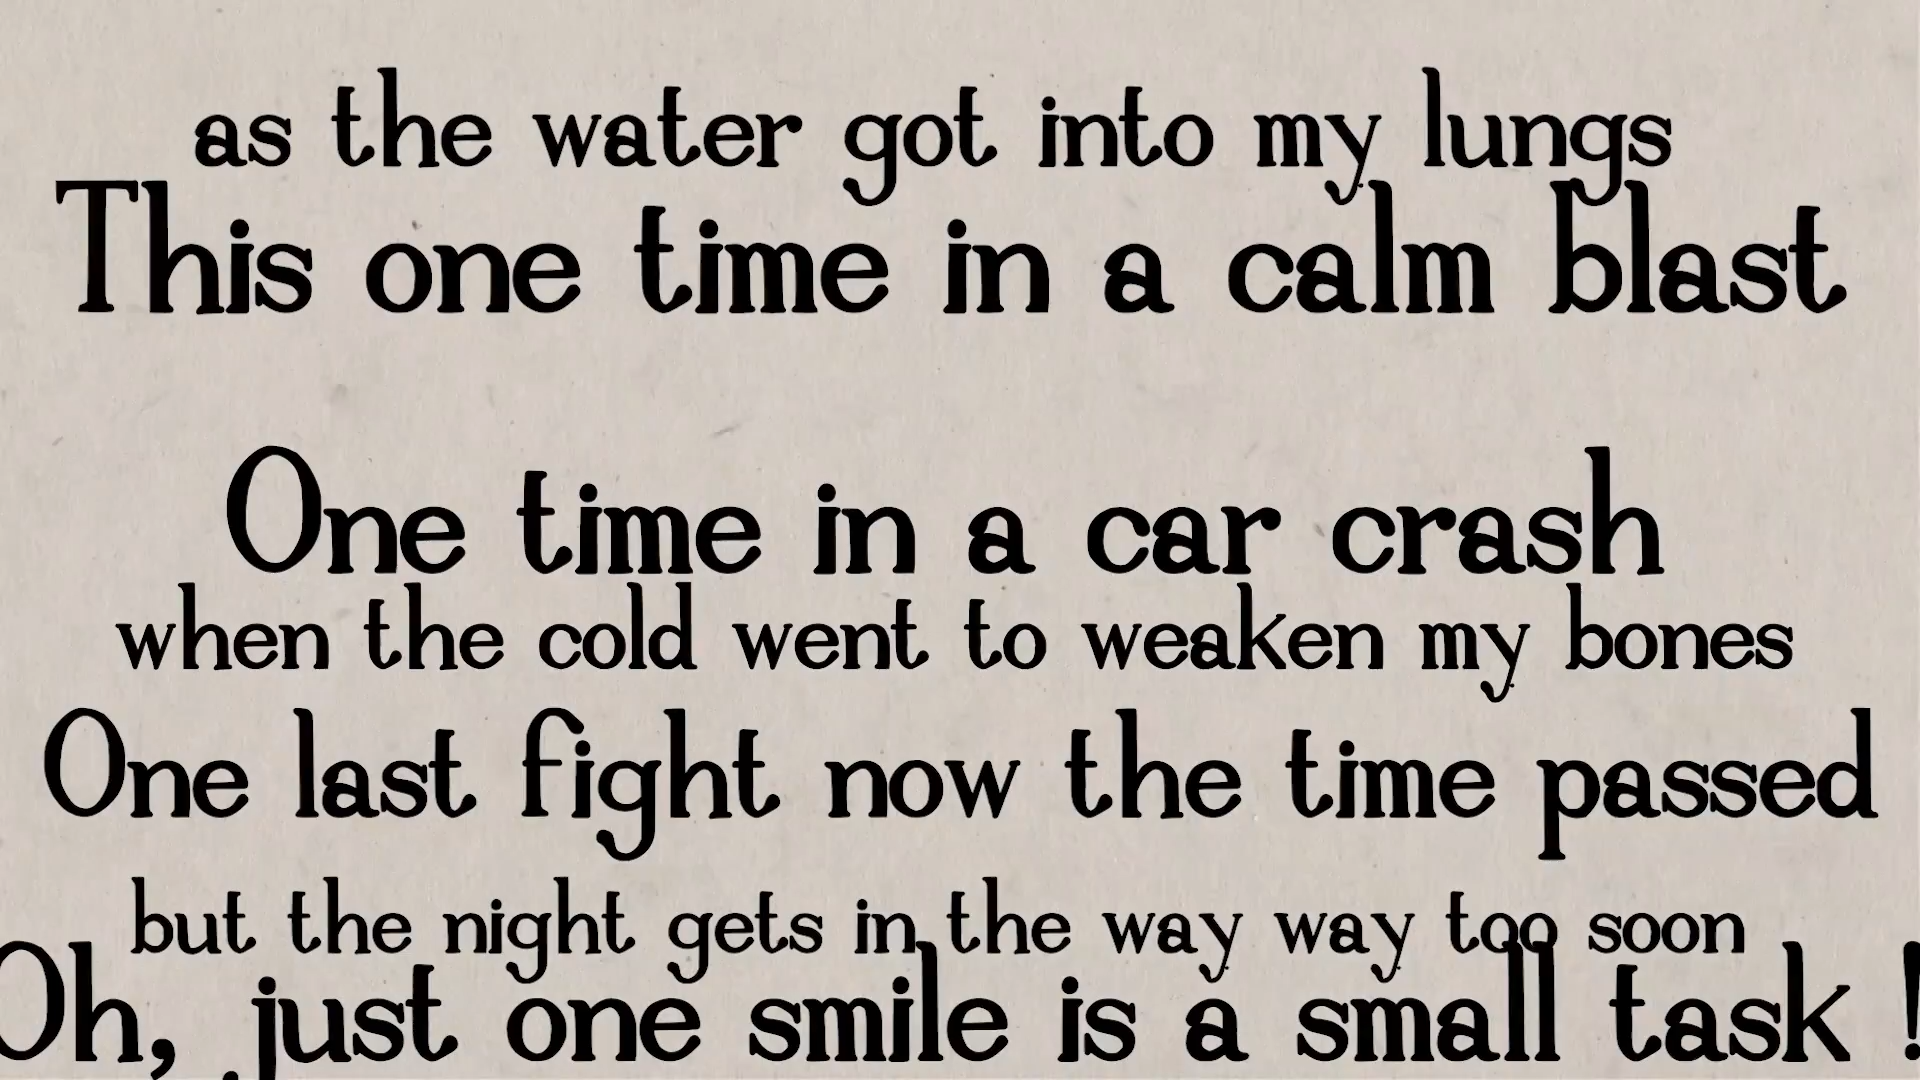 as the water got into my lungs
This one time in a calm blast
One time in a car crash
when the cold went to weaken my bones
One last fight now the time passed
but the night gets in the way way too soon
Oh, just one smile is a small task !